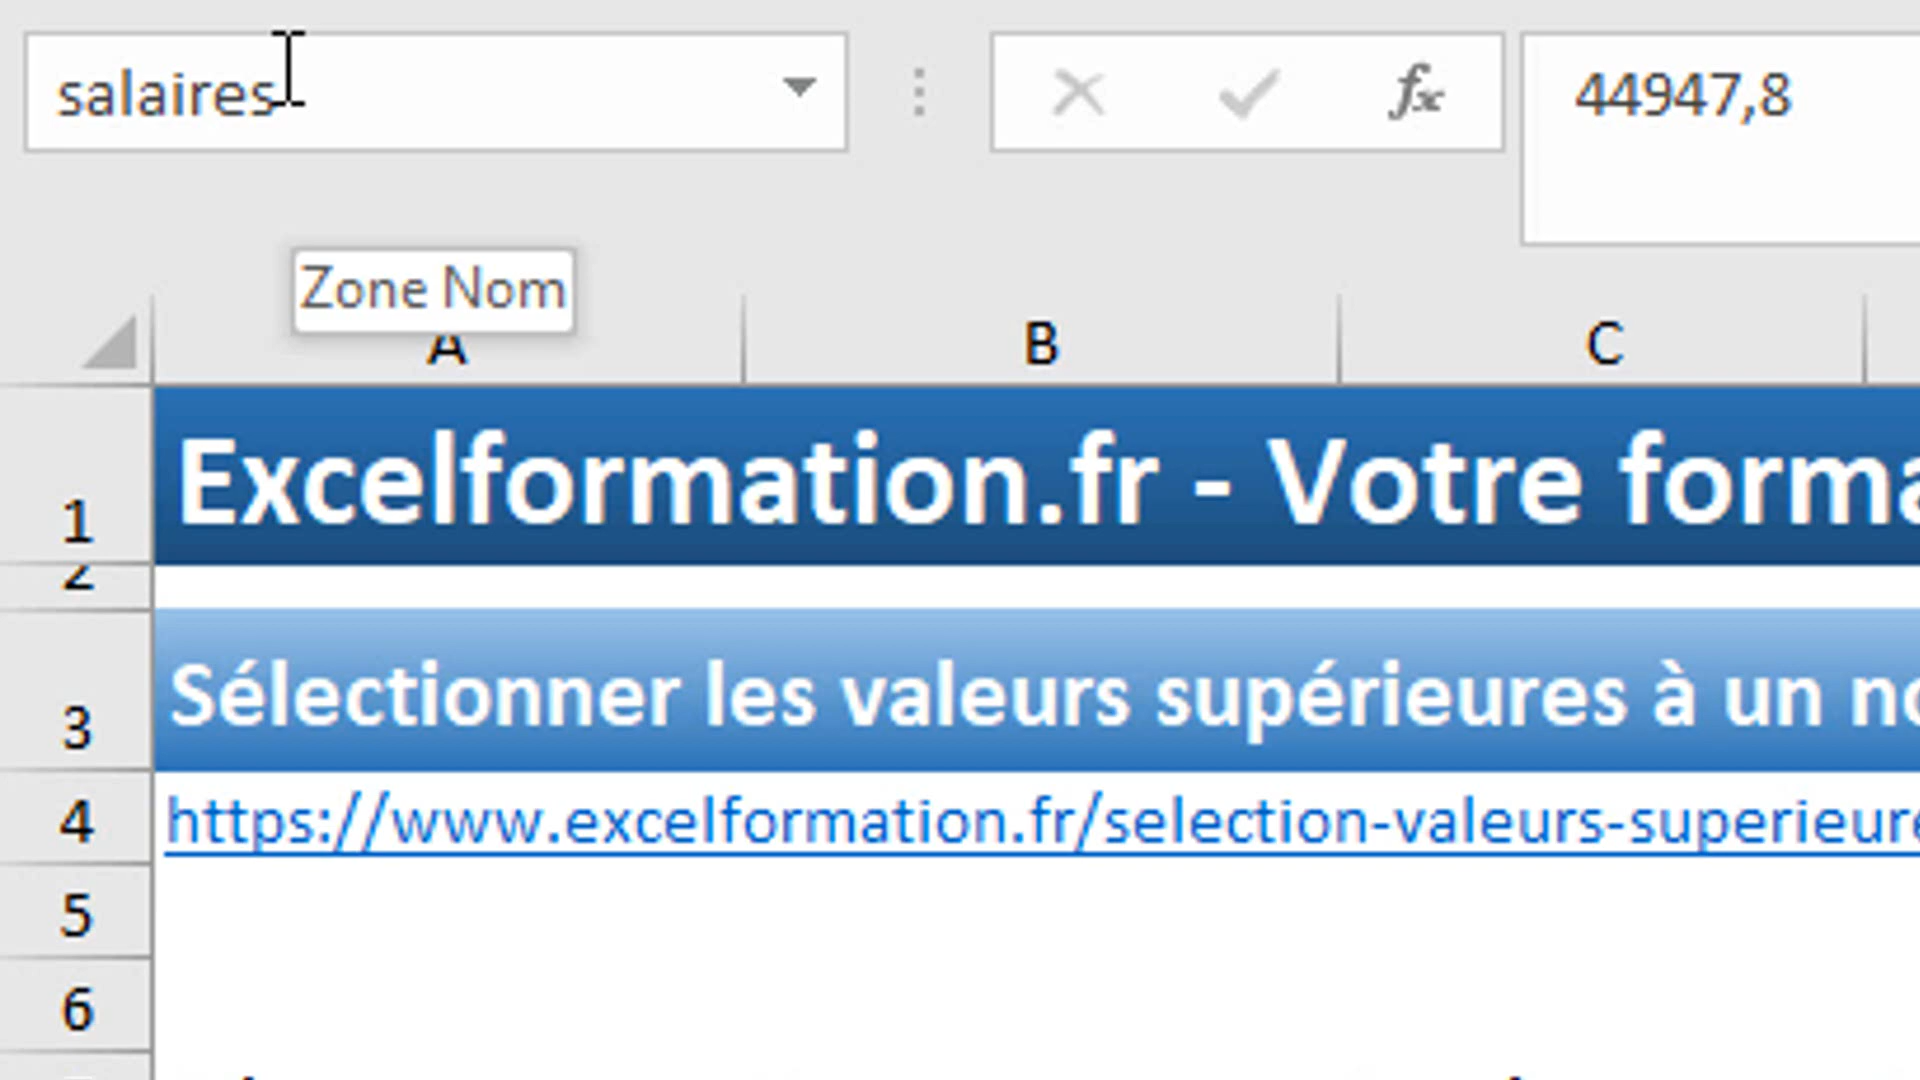 salaires
fx
44947,8
Zone Nom
A B C
1 Excelformation.fr - Votre forma
2
3 Sélectionner les valeurs supérieures à un no
4 https://www.excelformation.fr/selection-valeurs-superieure
5
6